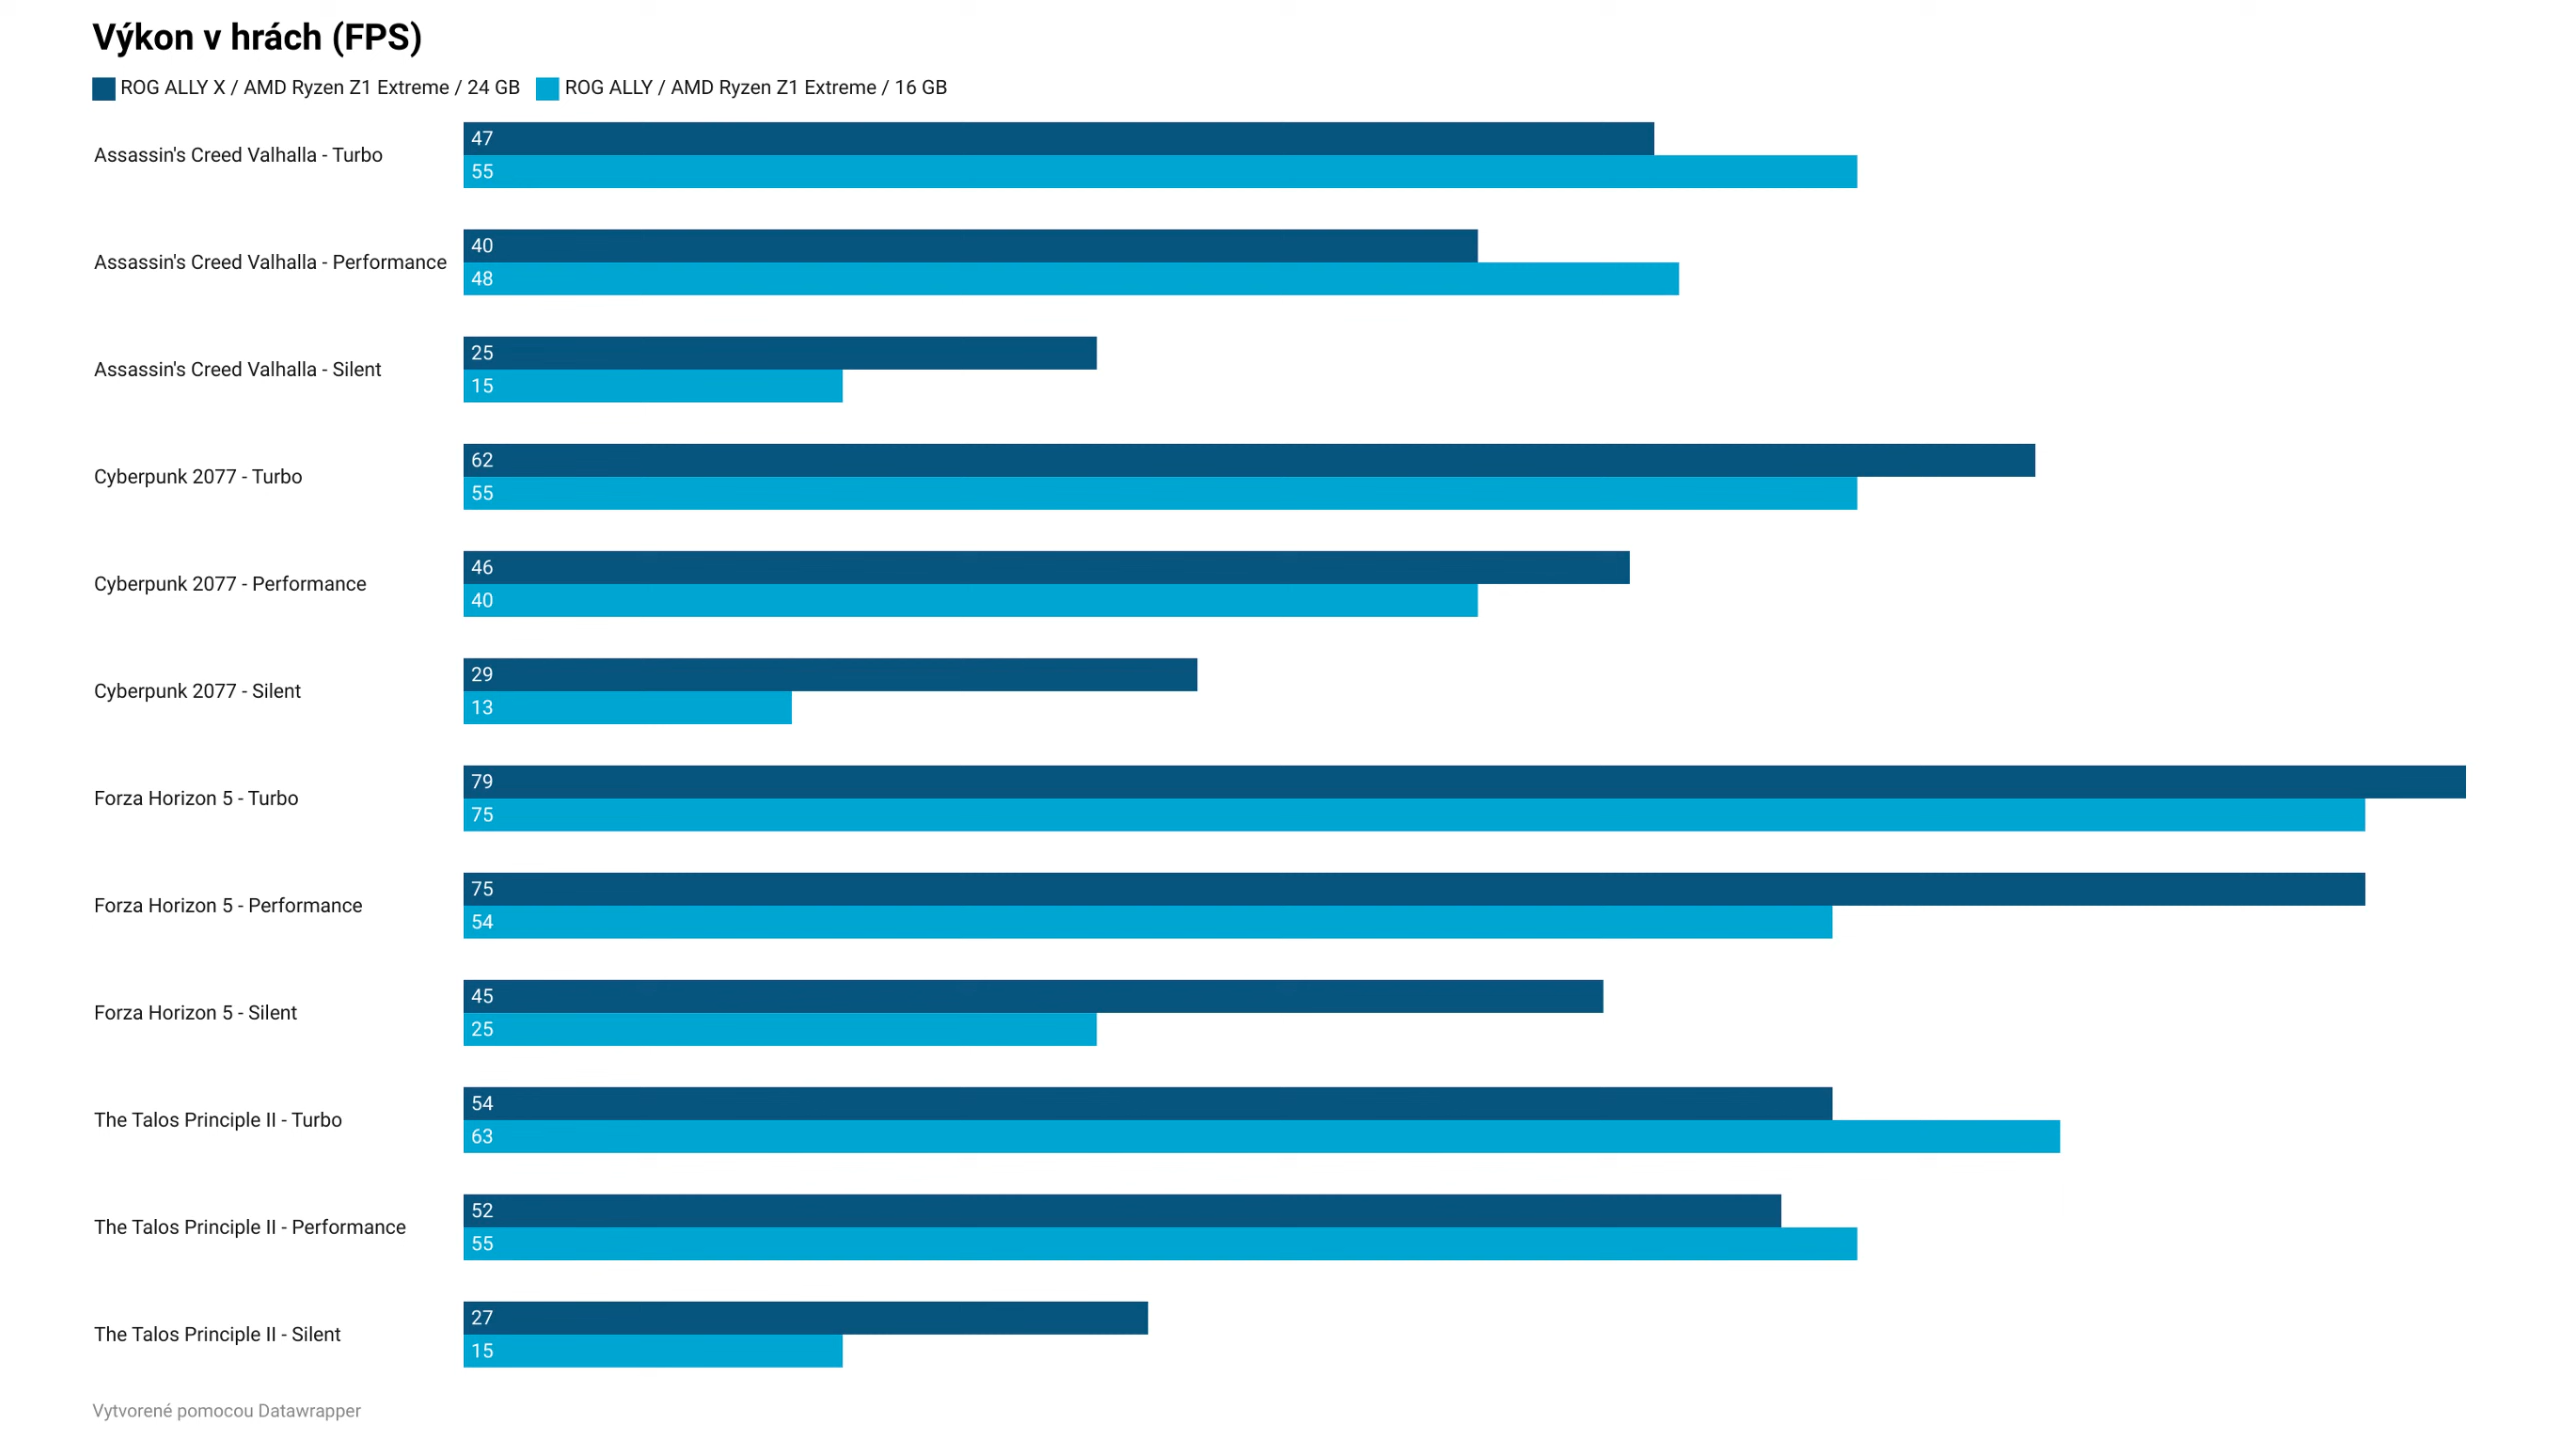 Výkon v hrách (FPS)
ROG ALLY X / AMD Ryzen Z1 Extreme / 24 GB ROG ALLY / AMD Ryzen Z1 Extreme / 16 GB
Assassin's Creed Valhalla - Turbo
47
55
Assassin's Creed Valhalla - Performance
40
48
Assassin's Creed Valhalla - Silent
25
15
Cyberpunk 2077 - Turbo
62
55
Cyberpunk 2077 - Performance
46
40
Cyberpunk 2077 - Silent
29
13
Forza Horizon 5 - Turbo
79
75
Forza Horizon 5 - Performance
75
54
Forza Horizon 5 - Silent
45
25
The Talos Principle II - Turbo
54
63
The Talos Principle II - Performance
52
55
The Talos Principle II - Silent
27
15
Vytvorené pomocou Datawrapper